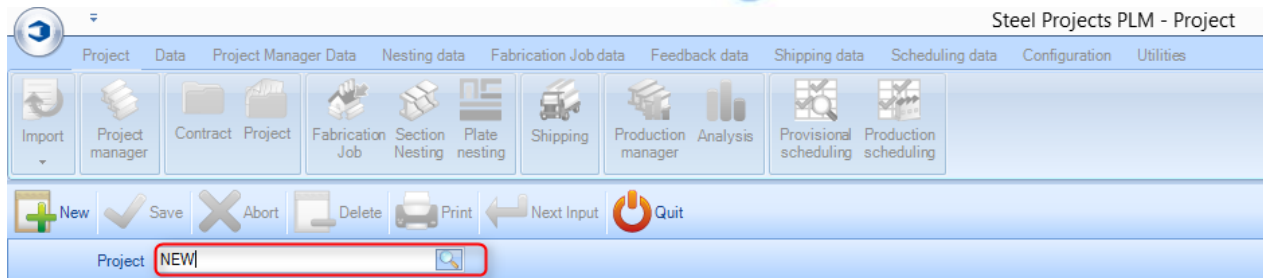 Steel Projects PLM - Project
Project Data Project Manager Data Nesting data Fabrication Job data Feedback data Shipping data Scheduling data Configuration Utilities
Import Project manager Contract Project Fabrication Job Section Nesting Plate nesting Shipping Production manager Analysis Provisional scheduling Production scheduling
New Save Abort Delete Print Next Input Quit
Project NEW